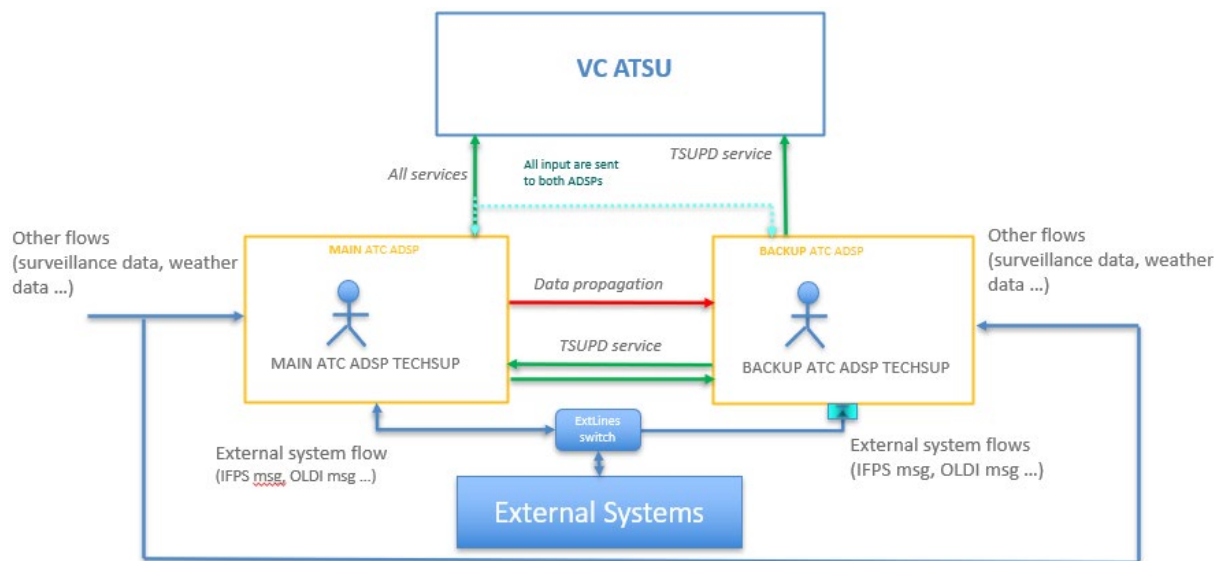 VC ATSU
TSUPD service
All services
All input are sent
to both ADSPs
Other flows
(surveillance data, weather
data ...)
MAIN ATC ADSP
BACKUP ATC ADSP
Other flows
(surveillance data, weather
data ...)
Data propagation
TSUPD service
MAIN ATC ADSP TECHSUP
BACKUP ATC ADSP TECHSUP
ExtLines
switch
External system flow
(IFPS msg, OLDI msg ...)
External system flows
(IFPS msg, OLDI msg ...)
External Systems